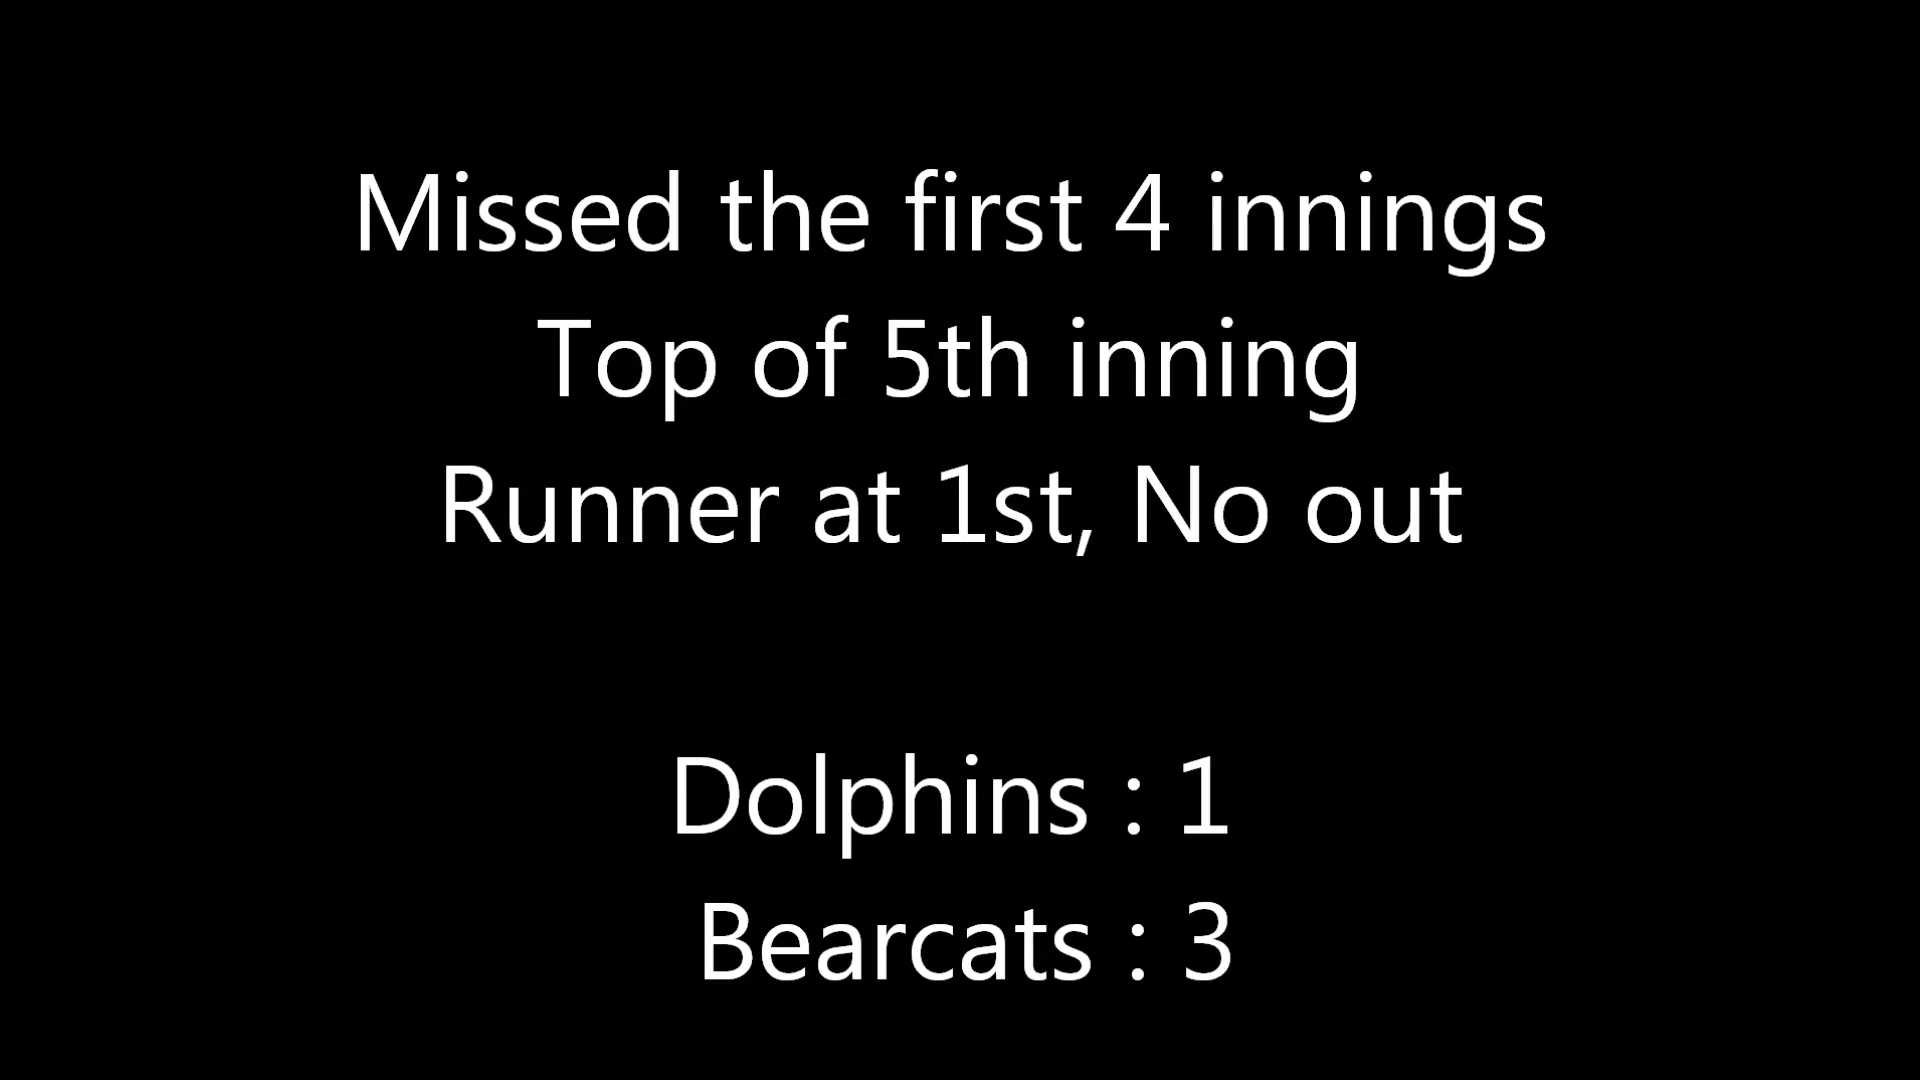 Missed the first 4 innings
Top of 5th inning
Runner at 1st, No out
Dolphins : 1
Bearcats : 3